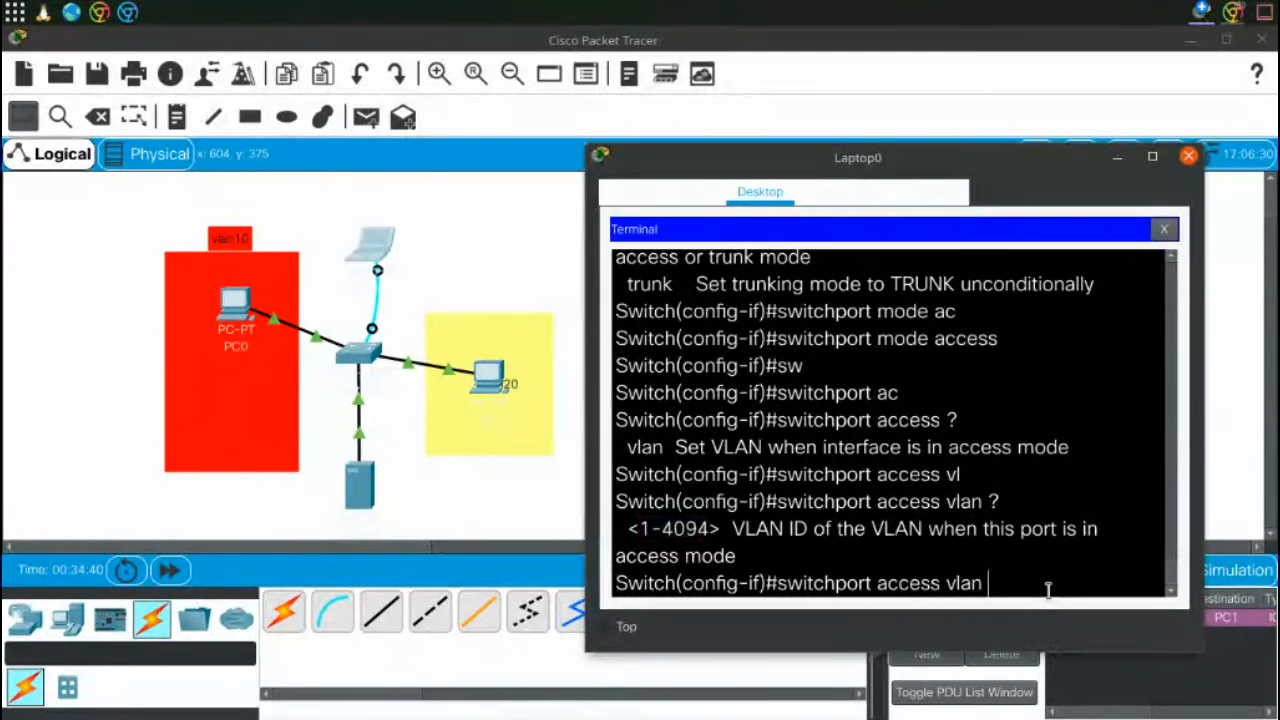 Cisco Packet Tracer
?
Logical
Physical
x: 604, y: 375
17:06:30
Laptop0
Desktop
Terminal
X
access or trunk mode
trunk Set trunking mode to TRUNK unconditionally
Switch(config-if)#switchport mode ac
Switch(config-if)#switchport mode access
Switch(config-if)#sw
Switch(config-if)#switchport ac
Switch(config-if)#switchport access ?
vlan Set VLAN when interface is in access mode
Switch(config-if)#switchport access vl
Switch(config-if)#switchport access vlan ?
<1-4094> VLAN ID of the VLAN when this port is in
access mode
Switch(config-if)#switchport access vlan
Top
vlan10
PC-PT
PC0
20
Time: 00:34:40
Simulation
estination
PC1
New
Delete
Toggle PDU List Window